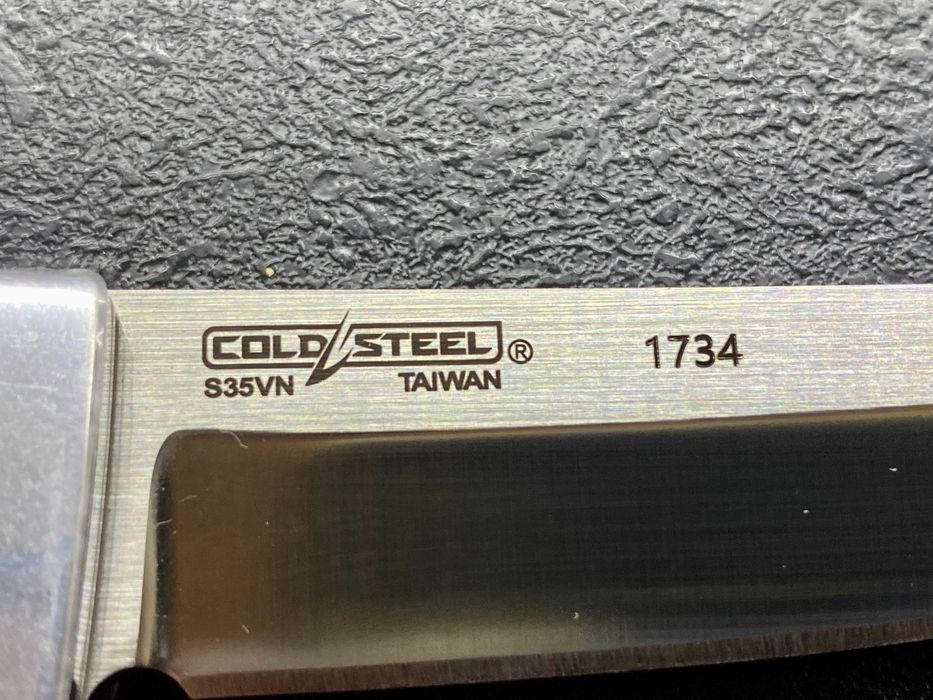 COLD STEEL®
S35VN TAIWAN
1734